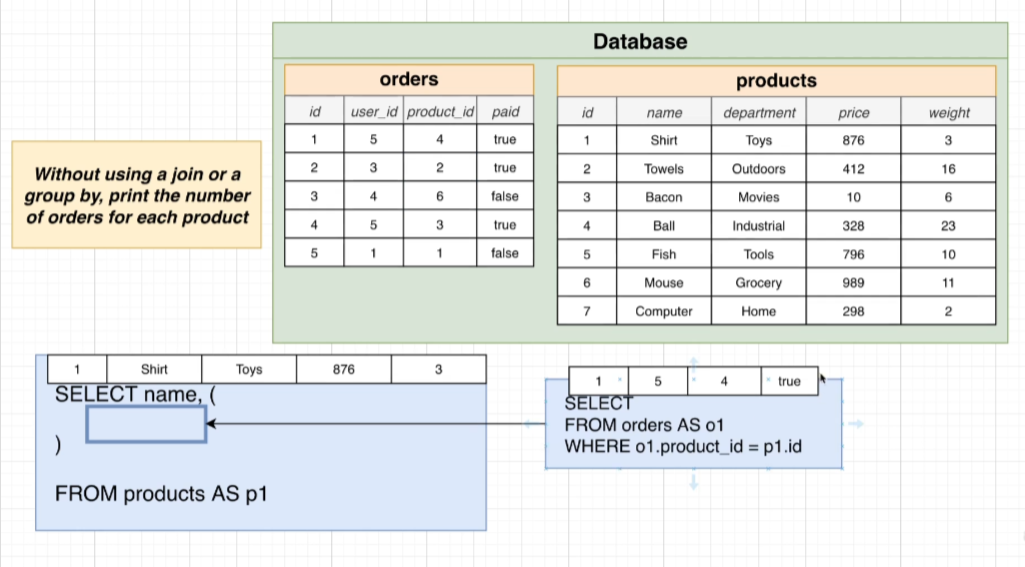 Database
orders
id user_id product_id paid
1 5 4 true
2 3 2 true
3 4 6 false
4 5 3 true
5 1 1 false
products
id name department price weight
1 Shirt Toys 876 3
2 Towels Outdoors 412 16
3 Bacon Movies 10 6
4 Ball Industrial 328 23
5 Fish Tools 796 10
6 Mouse Grocery 989 11
7 Computer Home 298 2
Without using a join or a
group by, print the number
of orders for each product
1 Shirt Toys 876 3
SELECT name, (
)
FROM products AS p1
1 5 4 true
SELECT
FROM orders AS o1
WHERE o1.product_id = p1.id